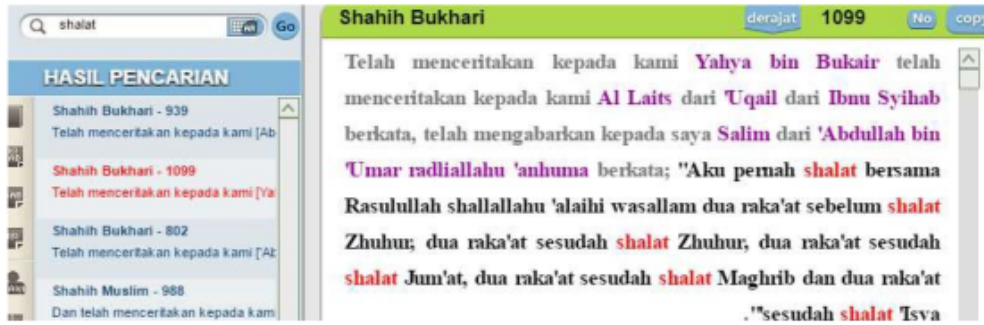 shalat
Go
HASIL PENCARIAN
Shahih Bukhari - 939
Telah menceritakan kepada kami [Ab
Shahih Bukhari - 1099
Telah menceritakan kepada kami [Ya
Shahih Bukhari - 802
Telah menceritakan kepada kami ['Ab
Shahih Muslim - 988
Dan telah menceritakan kepada kam
Shahih Bukhari derajat 1099 No copy
Telah menceritakan kepada kami Yahya bin Bukair telah
menceritakan kepada kami Al Laits dari 'Uqail dari Ibnu Syihab
berkata, telah mengabarkan kepada saya Salim dari 'Abdullah bin
'Umar radliallahu 'anhuma berkata; "Aku pernah shalat bersama
Rasulullah shallallahu 'alaihi wasallam dua raka'at sebelum shalat
Zhuhur; dua raka'at sesudah shalat Zhuhur, dua raka'at sesudah
shalat Jum'at, dua raka'at sesudah shalat Maghrib dan dua raka'at
."'sesudah shalat 'Isya